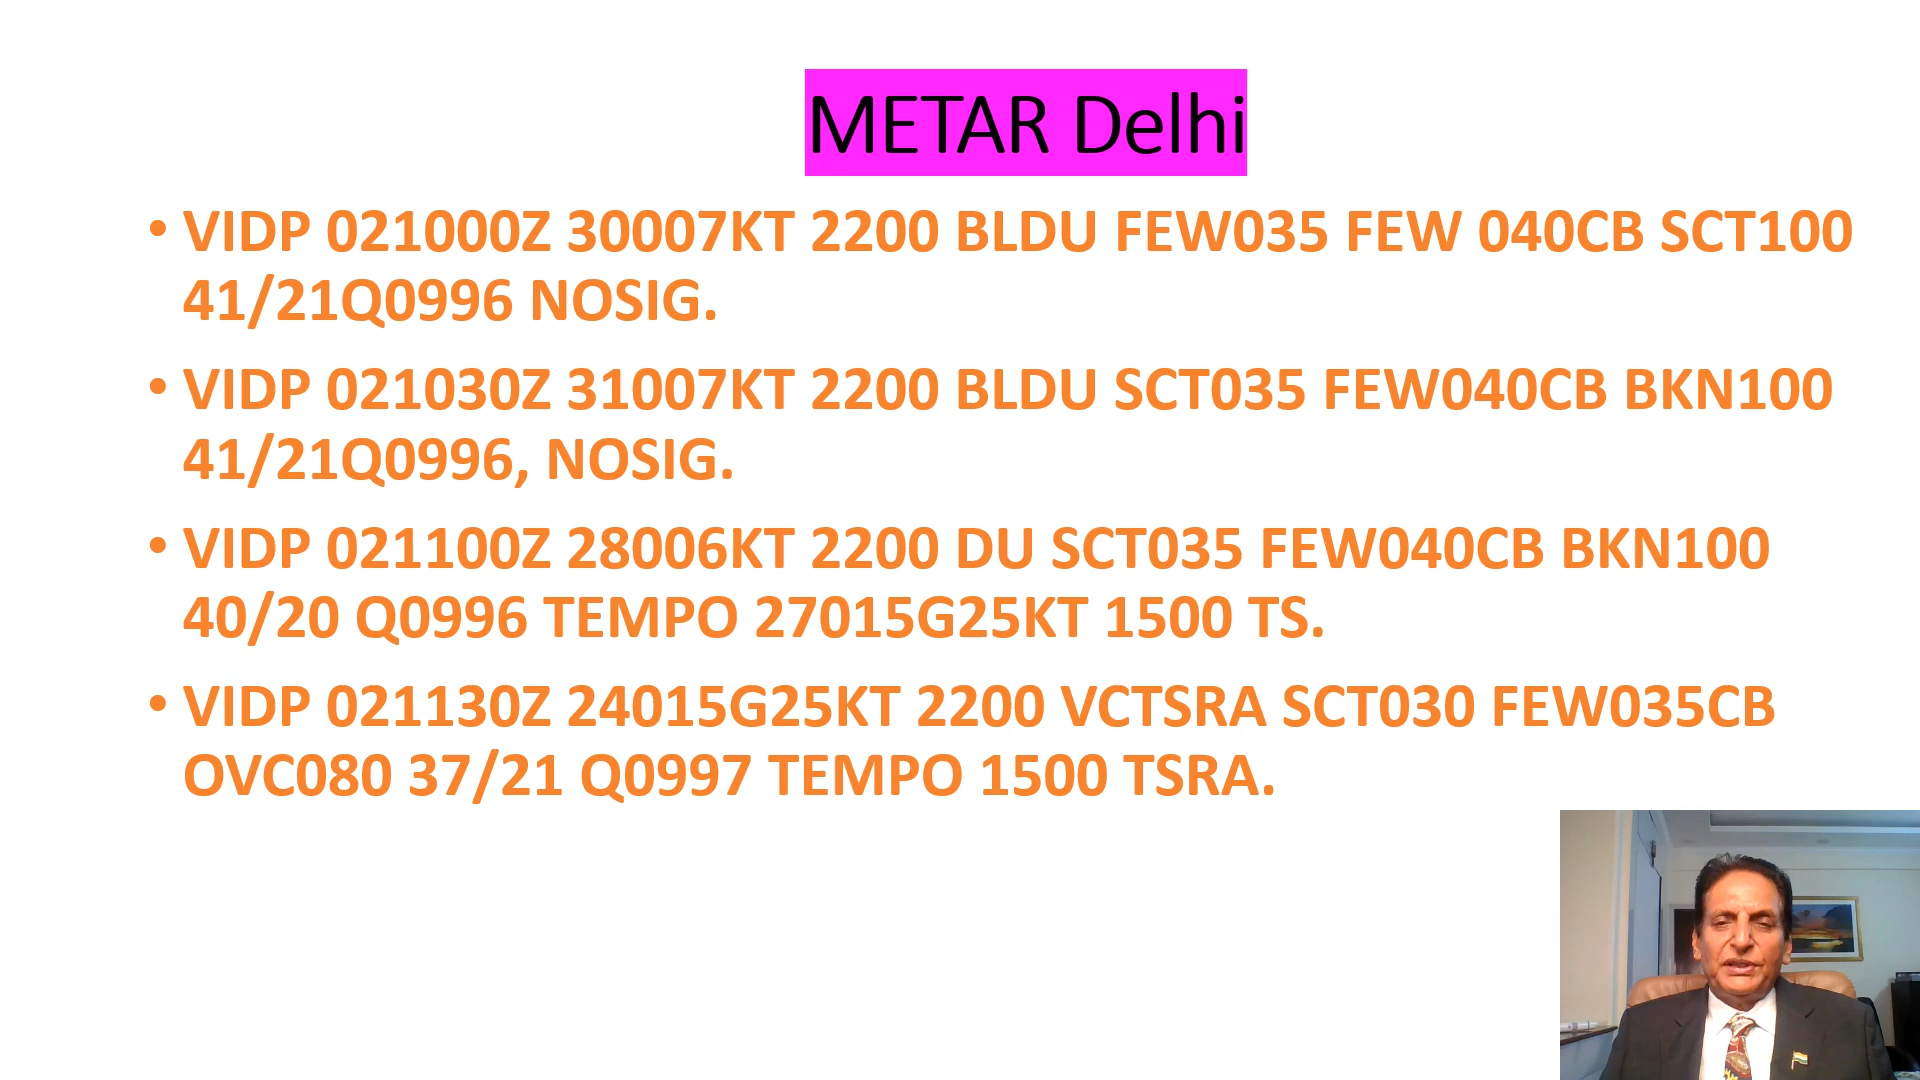 METAR Delhi
• VIDP 021000Z 30007KT 2200 BLDU FEW035 FEW 040CB SCT100
41/21Q0996 NOSIG.
• VIDP 021030Z 31007KT 2200 BLDU SCT035 FEW040CB BKN100
41/21Q0996, NOSIG.
• VIDP 021100Z 28006KT 2200 DU SCT035 FEW040CB BKN100
40/20 Q0996 TEMPO 27015G25KT 1500 TS.
• VIDP 021130Z 24015G25KT 2200 VCTSRA SCT030 FEW035CB
OVC080 37/21 Q0997 TEMPO 1500 TSRA.